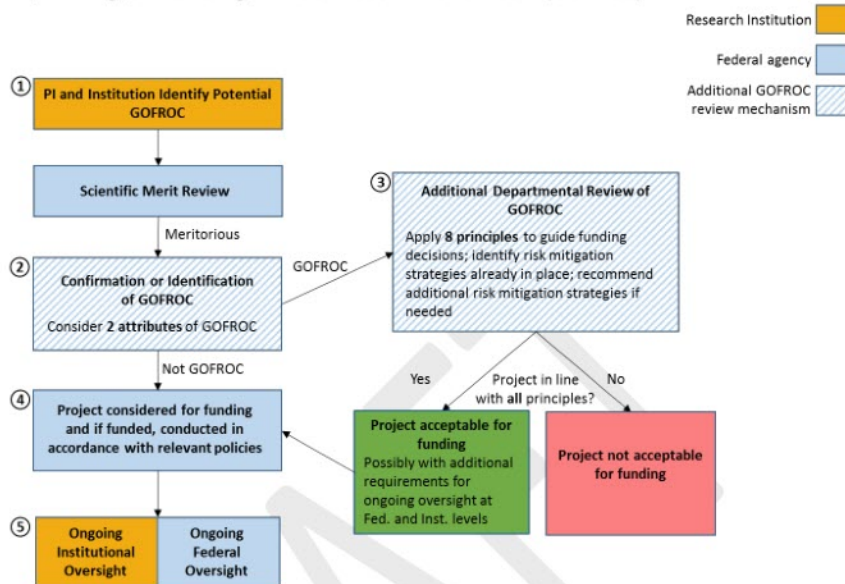 Research Institution
Federal agency
Additional GOFROC
review mechanism
①
PI and Institution Identify Potential
GOFROC
Scientific Merit Review
Meritorious
②
Confirmation or Identification
of GOFROC
Consider 2 attributes of GOFROC
GOFROC
③
Additional Departmental Review of
GOFROC
Apply 8 principles to guide funding
decisions; identify risk mitigation
strategies already in place; recommend
additional risk mitigation strategies if
needed
Not GOFROC
Yes
Project in line
with all principles?
No
④
Project considered for funding
and if funded, conducted in
accordance with relevant policies
Project acceptable for
funding
Possibly with additional
requirements for
ongoing oversight at
Fed. and Inst. levels
Project not acceptable
for funding
⑤
Ongoing
Institutional
Oversight
Ongoing
Federal
Oversight